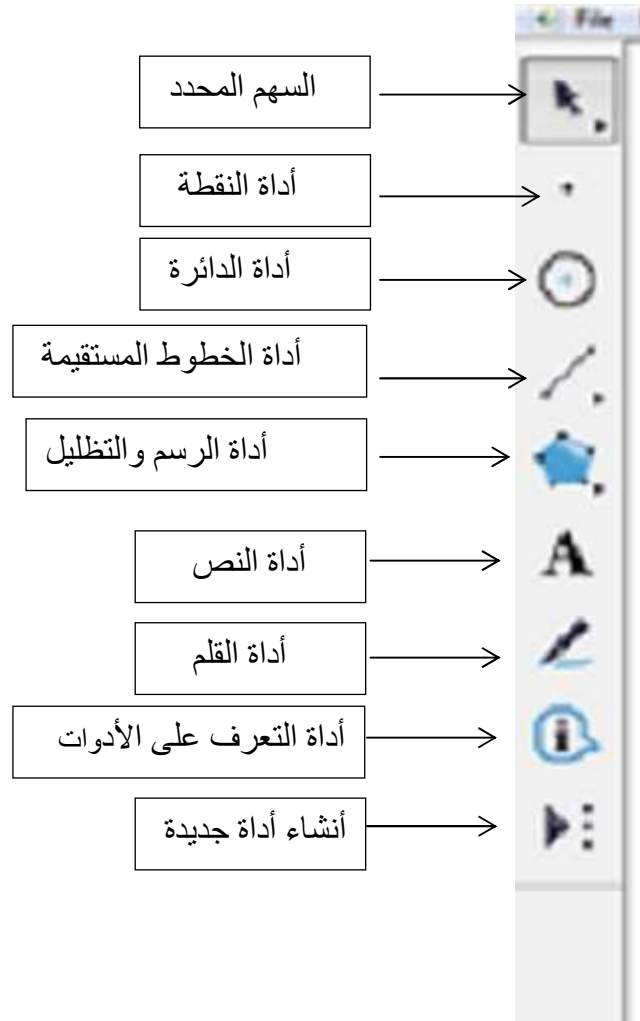 File
السهم المحدد
أداة النقطة
أداة الدائرة
أداة الخطوط المستقيمة
أداة الرسم والتظليل
A
أداة النص
أداة القلم
أداة التعرف على الأدوات
أنشاء أداة جديدة